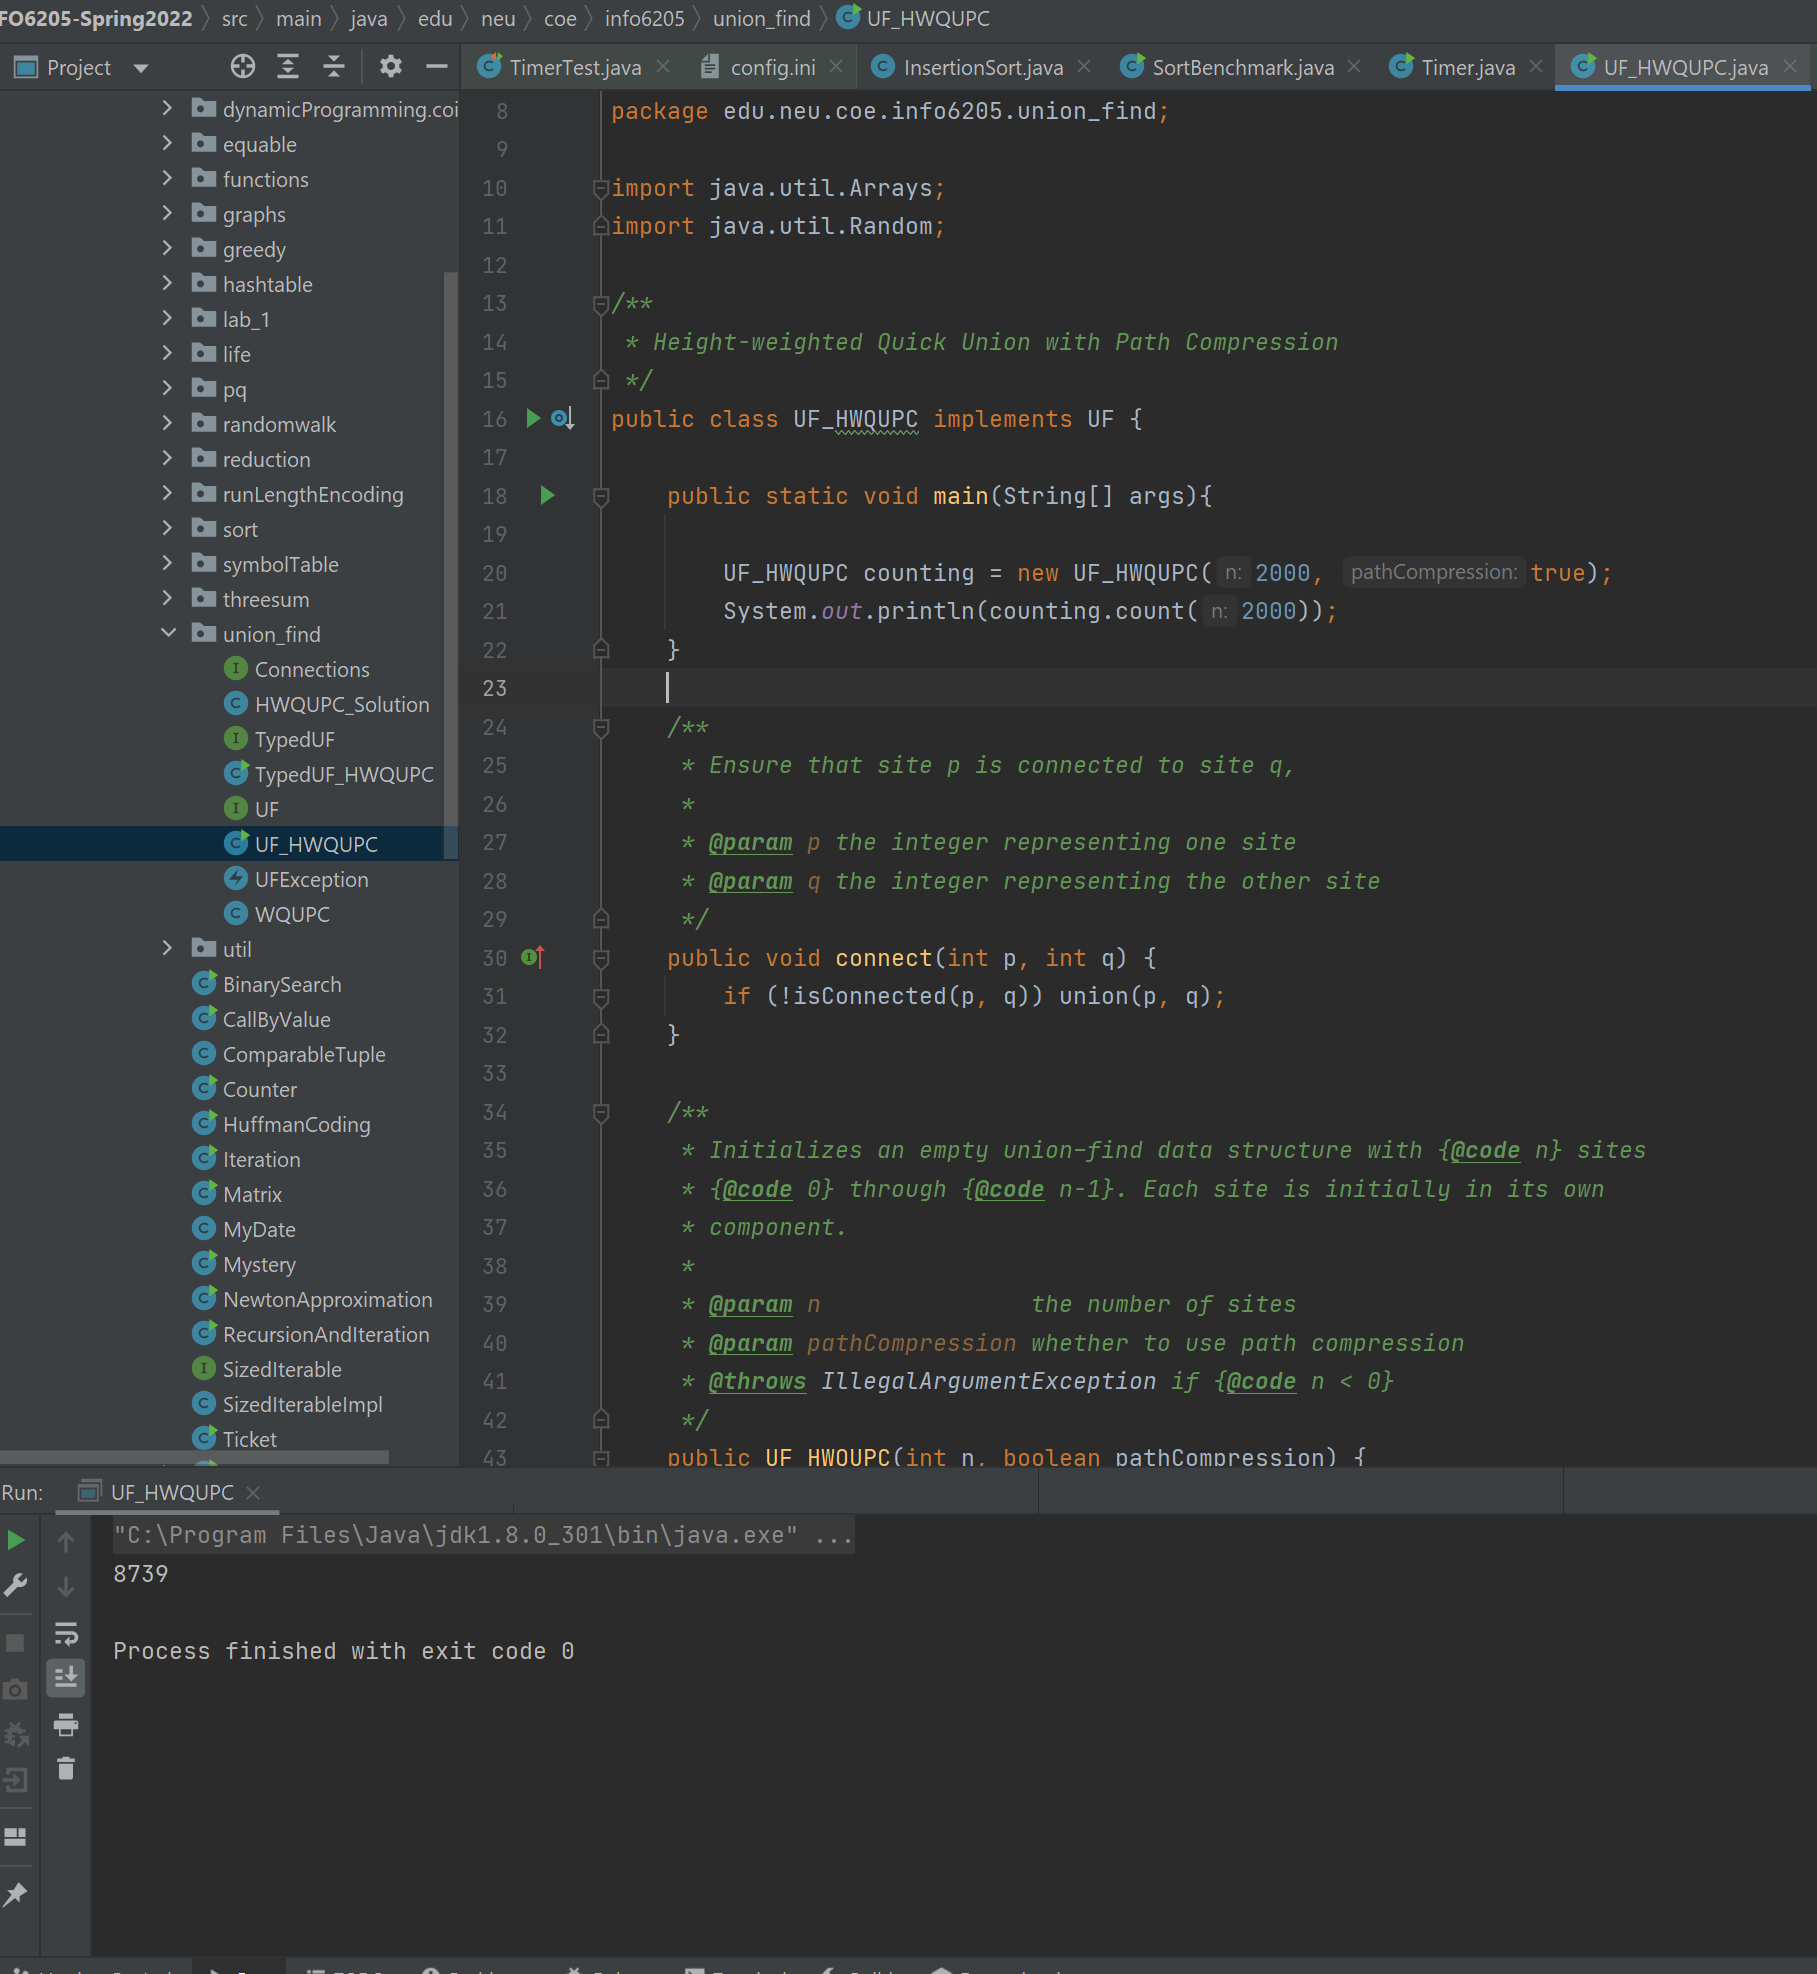 FO6205-Spring2022 src main java edu neu coe info6205 union_find UF_HWQUPC
Project
TimerTest.java config.ini InsertionSort.java SortBenchmark.java Timer.java UF_HWQUPC.java
dynamicProgramming.coi
equable
functions
graphs
greedy
hashtable
lab_1
life
pq
randomwalk
reduction
runLengthEncoding
sort
symbolTable
threesum
union_find
Connections
HWQUPC_Solution
TypedUF
TypedUF_HWQUPC
UF
UF_HWQUPC
UFException
WQUPC
util
BinarySearch
CallByValue
ComparableTuple
Counter
HuffmanCoding
Iteration
Matrix
MyDate
Mystery
NewtonApproximation
RecursionAndIteration
SizedIterable
SizedIterableImpl
Ticket
8 package edu.neu.coe.info6205.union_find;
9
10 import java.util.Arrays;
11 import java.util.Random;
12
13 /**
14 * Height-weighted Quick Union with Path Compression
15 */
16 public class UF_HWQUPC implements UF {
17
18 public static void main(String[] args){
19
20 UF_HWQUPC counting = new UF_HWQUPC( n: 2000, pathCompression: true);
21 System.out.println(counting.count( n: 2000));
22 }
23
24 /**
25 * Ensure that site p is connected to site q,
26 *
27 * @param p the integer representing one site
28 * @param q the integer representing the other site
29 */
30 public void connect(int p, int q) {
31 if (!isConnected(p, q)) union(p, q);
32 }
33
34 /**
35 * Initializes an empty union-find data structure with {@code n} sites
36 * {@code 0} through {@code n-1}. Each site is initially in its own
37 * component.
38 *
39 * @param n the number of sites
40 * @param pathCompression whether to use path compression
41 * @throws IllegalArgumentException if {@code n < 0}
42 */
43 public UF_HWQUPC(int n, boolean pathCompression) {
Run: UF_HWQUPC
"C:\Program Files\Java\jdk1.8.0_301\bin\java.exe" ...
8739
Process finished with exit code 0